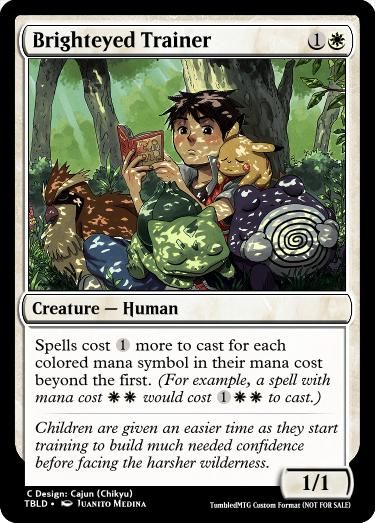 Brighteyed Trainer 1
Creature — Human
Spells cost 1 more to cast for each
colored mana symbol in their mana cost
beyond the first. (For example, a spell with
mana cost would cost 1 to cast.)
Children are given an easier time as they start
training to build much needed confidence
before facing the harsher wilderness.
1/1
C Design: Cajun (Chikyu)
TBLD • Juanito Medina
TumbledMTG Custom Format (NOT FOR SALE)